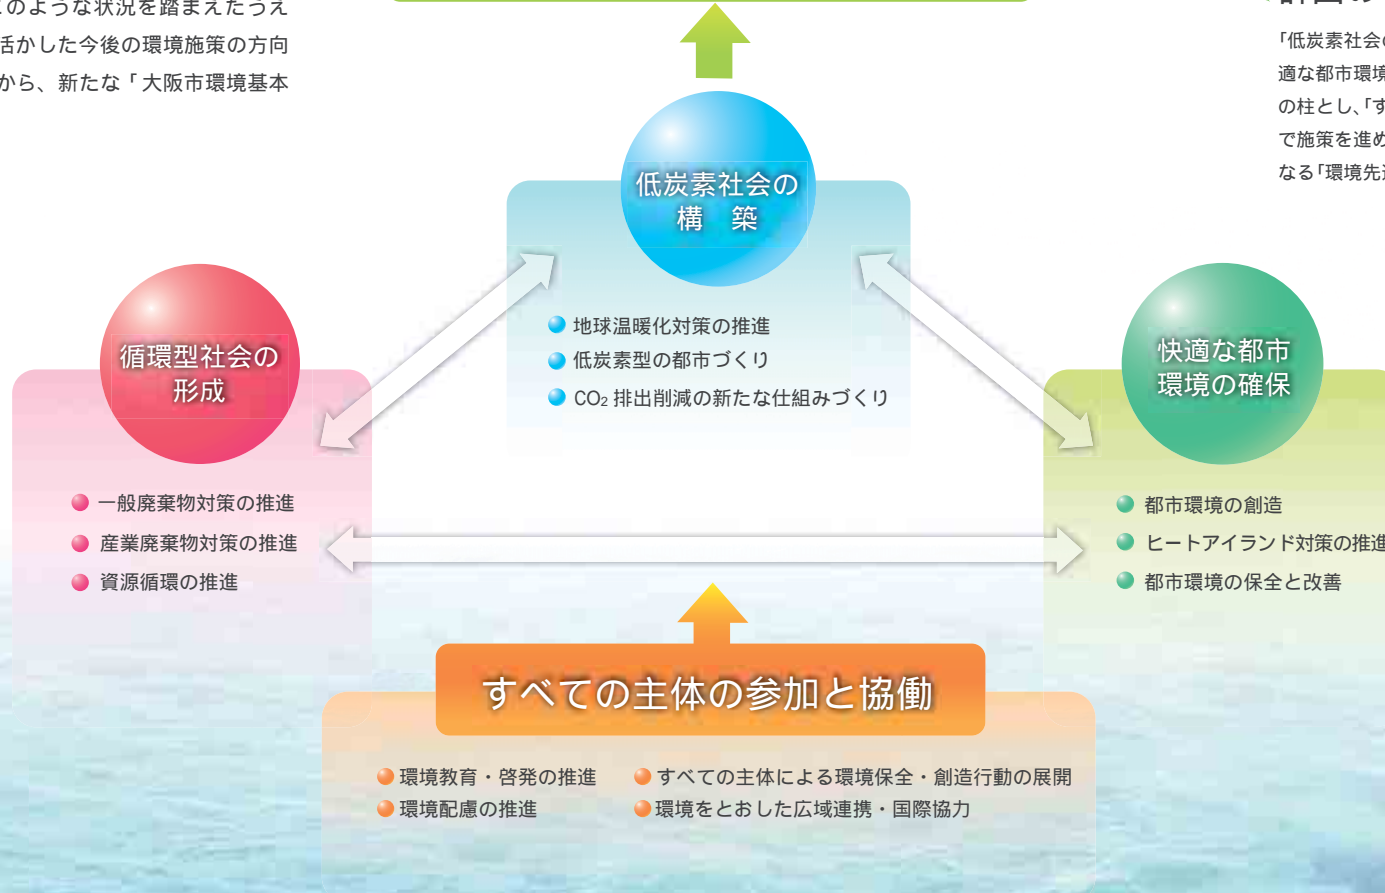 このような状況を踏まえたうえ
活かした今後の環境施策の方向
から、新たな「大阪市環境基本
「低炭素社会の
適な都市環境
の柱とし、「す
で施策を進め
なる「環境先進
低炭素社会の
構　築
地球温暖化対策の推進
低炭素型の都市づくり
CO₂ 排出削減の新たな仕組みづくり
循環型社会の
形成
一般廃棄物対策の推進
産業廃棄物対策の推進
資源循環の推進
快適な都市
環境の確保
都市環境の創造
ヒートアイランド対策の推進
都市環境の保全と改善
すべての主体の参加と協働
環境教育・啓発の推進
環境配慮の推進
すべての主体による環境保全・創造行動の展開
環境をとおした広域連携・国際協力